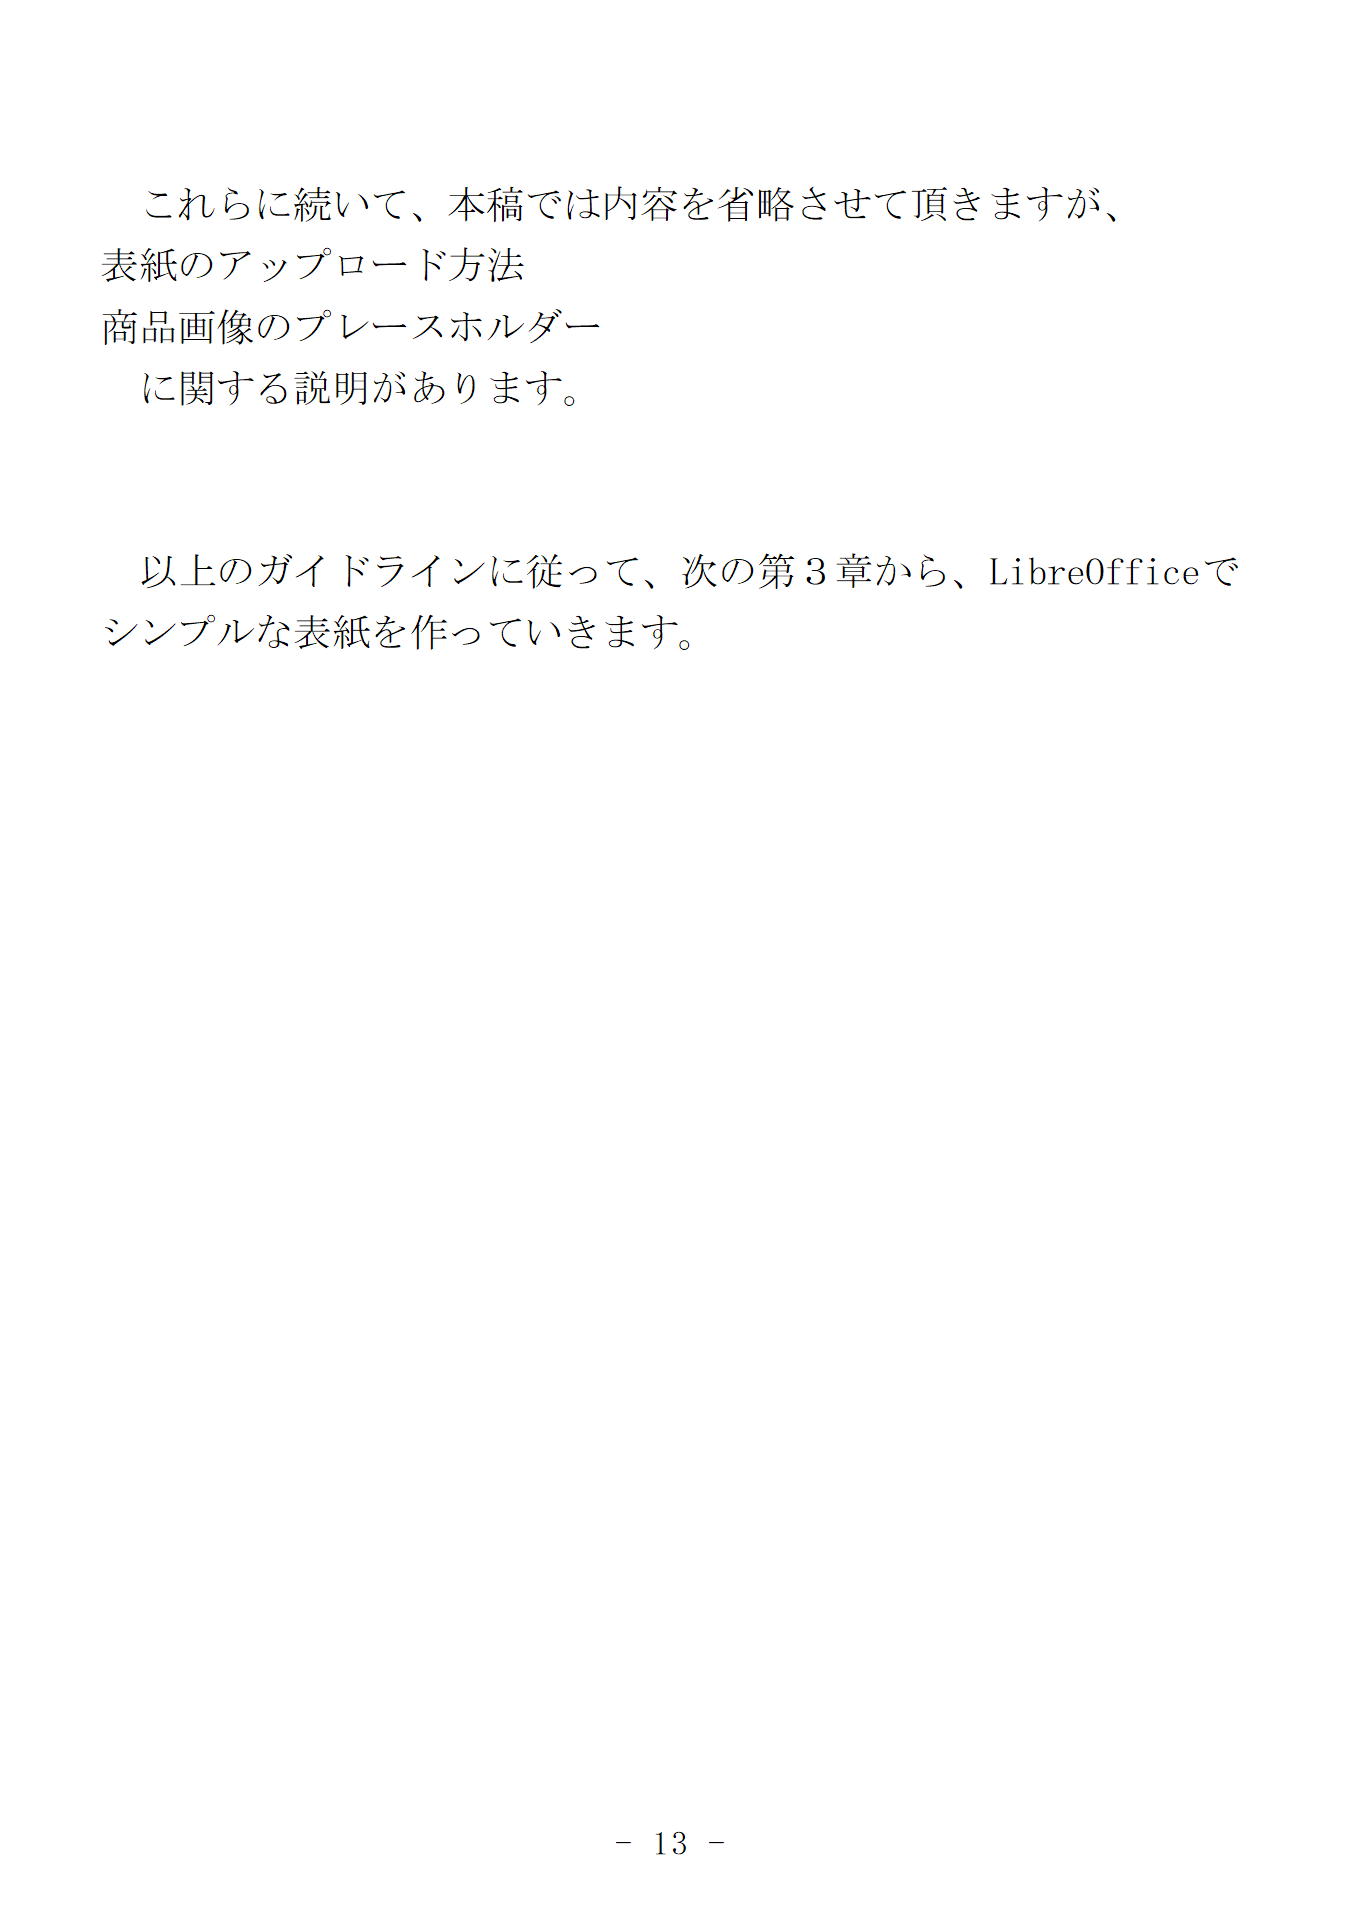 これらに続いて、本稿では内容を省略させて頂きますが、
表紙のアップロード方法
商品画像のプレースホルダー
　に関する説明があります。
　以上のガイドラインに従って、次の第３章から、LibreOfficeで
シンプルな表紙を作っていきます。
- 13 -